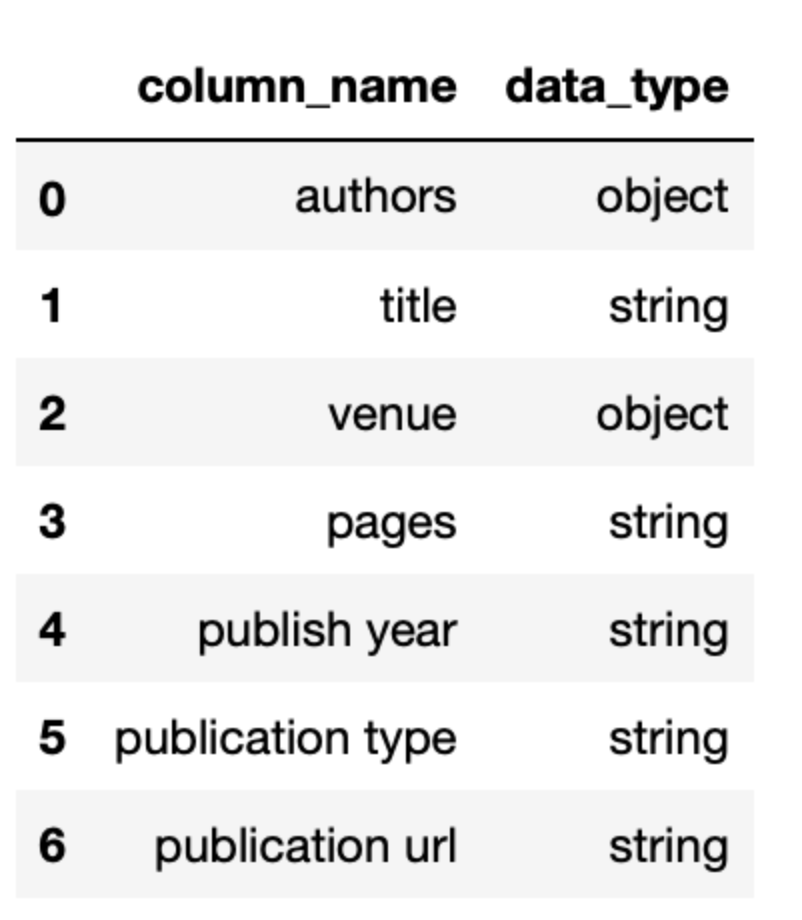 column_name data_type
0 authors object
1 title string
2 venue object
3 pages string
4 publish year string
5 publication type string
6 publication url string